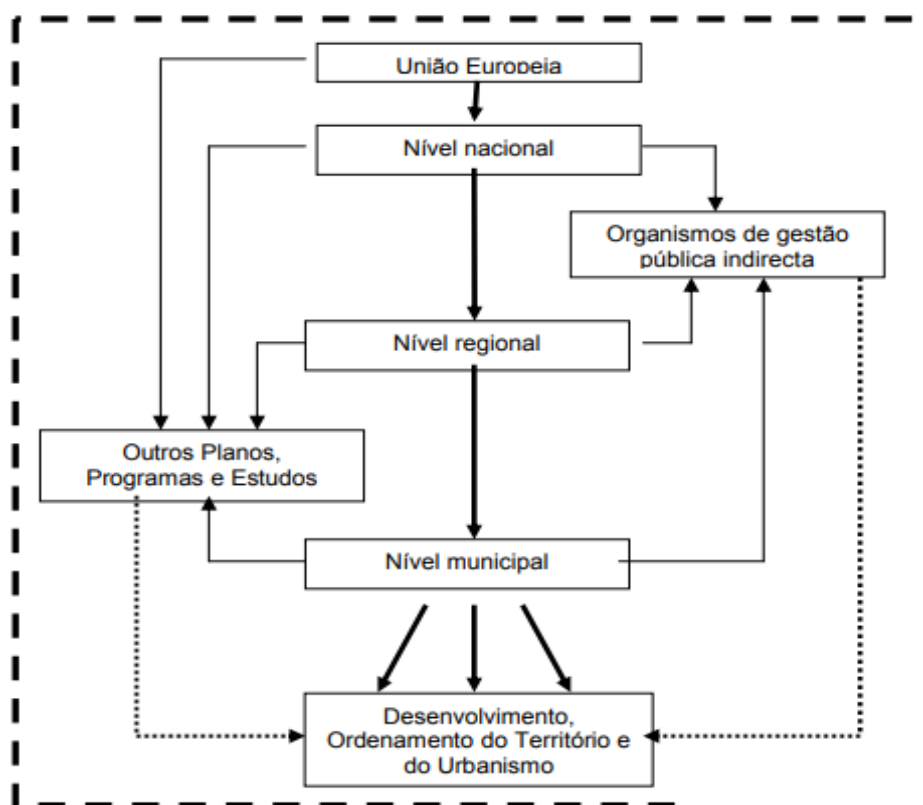 União Europeia
Nível nacional
Organismos de gestão
pública indirecta
Nível regional
Outros Planos,
Programas e Estudos
Nível municipal
Desenvolvimento,
Ordenamento do Território e
do Urbanismo